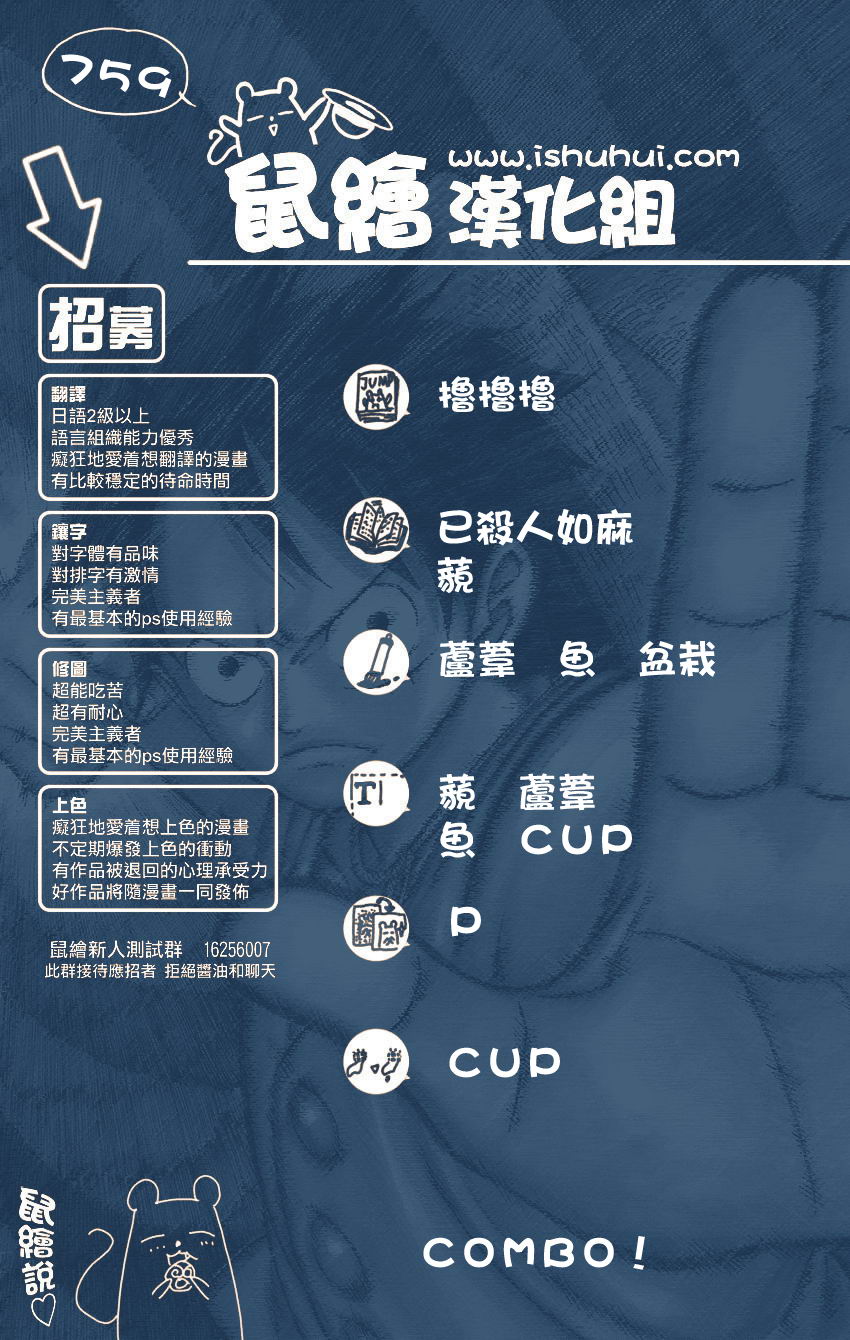 759
www.ishuhui.com
鼠繪漢化組
招募
翻譯
日語2級以上
語言組織能力優秀
癡狂地愛着想翻譯的漫畫
有比較穩定的待命時間
鑲字
對字體有品味
對排字有激情
完美主義者
有最基本的ps使用經驗
修圖
超能吃苦
超有耐心
完美主義者
有最基本的ps使用經驗
上色
癡狂地愛着想上色的漫畫
不定期爆發上色的衝動
有作品被退回的心理承受力
好作品將隨漫畫一同發佈
鼠繪新人測試群 16256007
此群接待應招者 拒絕醬油和聊天
JUMP
擼擼擼
已殺人如麻
蘋
蘆葦 魚 盆栽
T
蘋 蘆葦
魚 CUP
P
CUP
鼠繪說♡
COMBO!